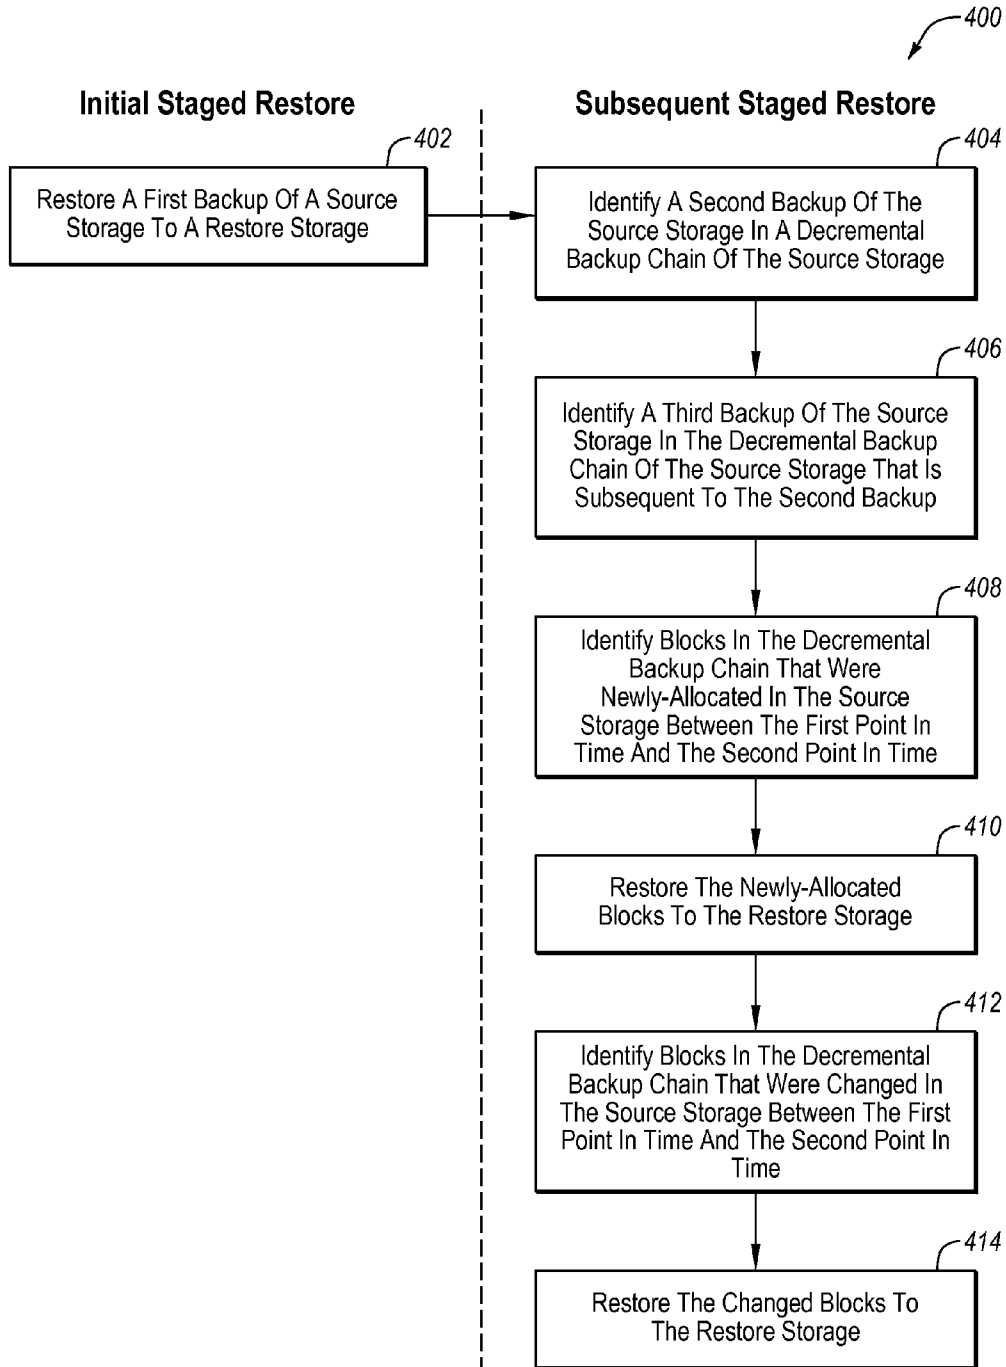 400
Initial Staged Restore
Subsequent Staged Restore
402
Restore A First Backup Of A Source
Storage To A Restore Storage
404
Identify A Second Backup Of The
Source Storage In A Decremental
Backup Chain Of The Source Storage
406
Identify A Third Backup Of The Source
Storage In The Decremental Backup
Chain Of The Source Storage That Is
Subsequent To The Second Backup
408
Identify Blocks In The Decremental
Backup Chain That Were
Newly-Allocated In The Source
Storage Between The First Point In
Time And The Second Point In Time
410
Restore The Newly-Allocated
Blocks To The Restore Storage
412
Identify Blocks In The Decremental
Backup Chain That Were Changed In
The Source Storage Between The First
Point In Time And The Second Point In
Time
414
Restore The Changed Blocks To
The Restore Storage